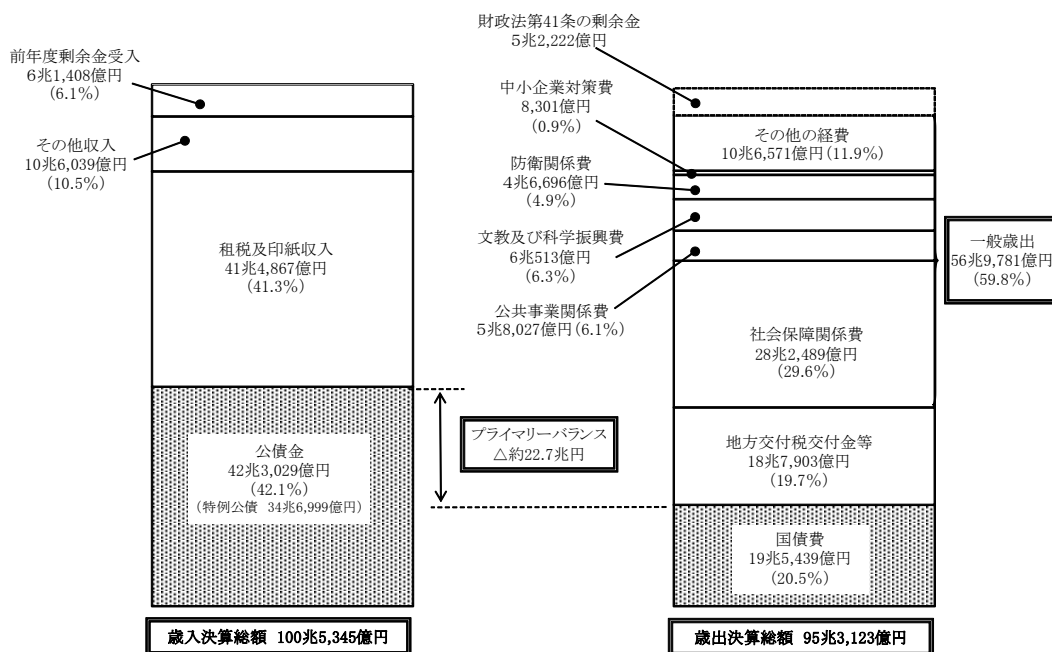 前年度剰余金受入
6兆1,408億円
(6.1%)
その他収入
10兆6,039億円
(10.5%)
租税及印紙収入
41兆4,867億円
(41.3%)
公債金
42兆3,029億円
(42.1%)
(特例公債 34兆6,999億円)
歳入決算総額 100兆5,345億円
プライマリーバランス
△約22.7兆円
財政法第41条の剰余金
5兆2,222億円
中小企業対策費
8,301億円
(0.9%)
防衛関係費
4兆6,696億円
(4.9%)
文教及び科学振興費
6兆513億円
(6.3%)
公共事業関係費
5兆8,027億円(6.1%)
その他の経費
10兆6,571億円(11.9%)
社会保障関係費
28兆2,489億円
(29.6%)
地方交付税交付金等
18兆7,903億円
(19.7%)
国債費
19兆5,439億円
(20.5%)
歳出決算総額 95兆3,123億円
一般歳出
56兆9,781億円
(59.8%)